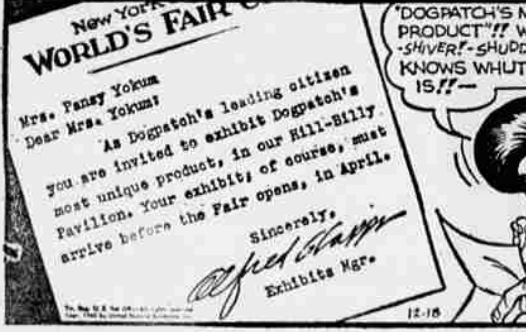 New York
WORLD'S FAIR
Mrs. Pansy Yokum
Dear Mrs. Yokum:
As Dogpatch's leading citizen
you are invited to exhibit Dogpatch's
most unique product, in our Hill-Billy
Pavilion. Your exhibit, of course, must
arrive before the Fair opens, in April.
Sincerely,
Exhibits Mgr.
12-18
"DOGPATCH'S
PRODUCT"!!
-SHIVER!-
KNOWS WHUT
IS!!—